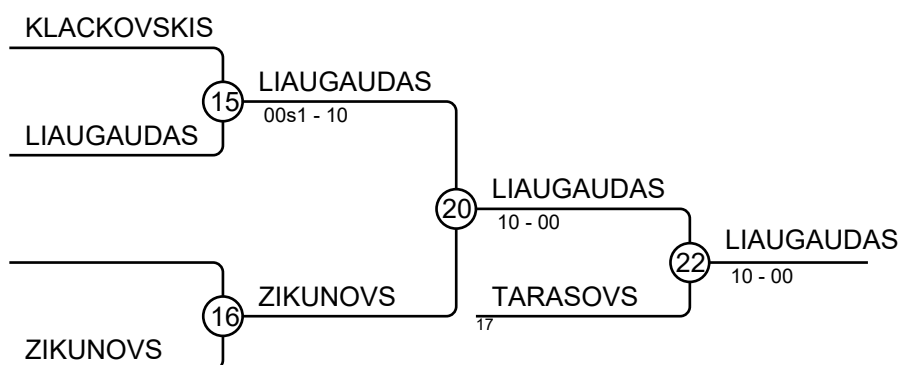 KLACKOVSKIS
15
LIAUGAUDAS
00s1 - 10
LIAUGAUDAS
20
LIAUGAUDAS
10 - 00
22
LIAUGAUDAS
10 - 00
16
ZIKUNOVS
TARASOVS
17
ZIKUNOVS